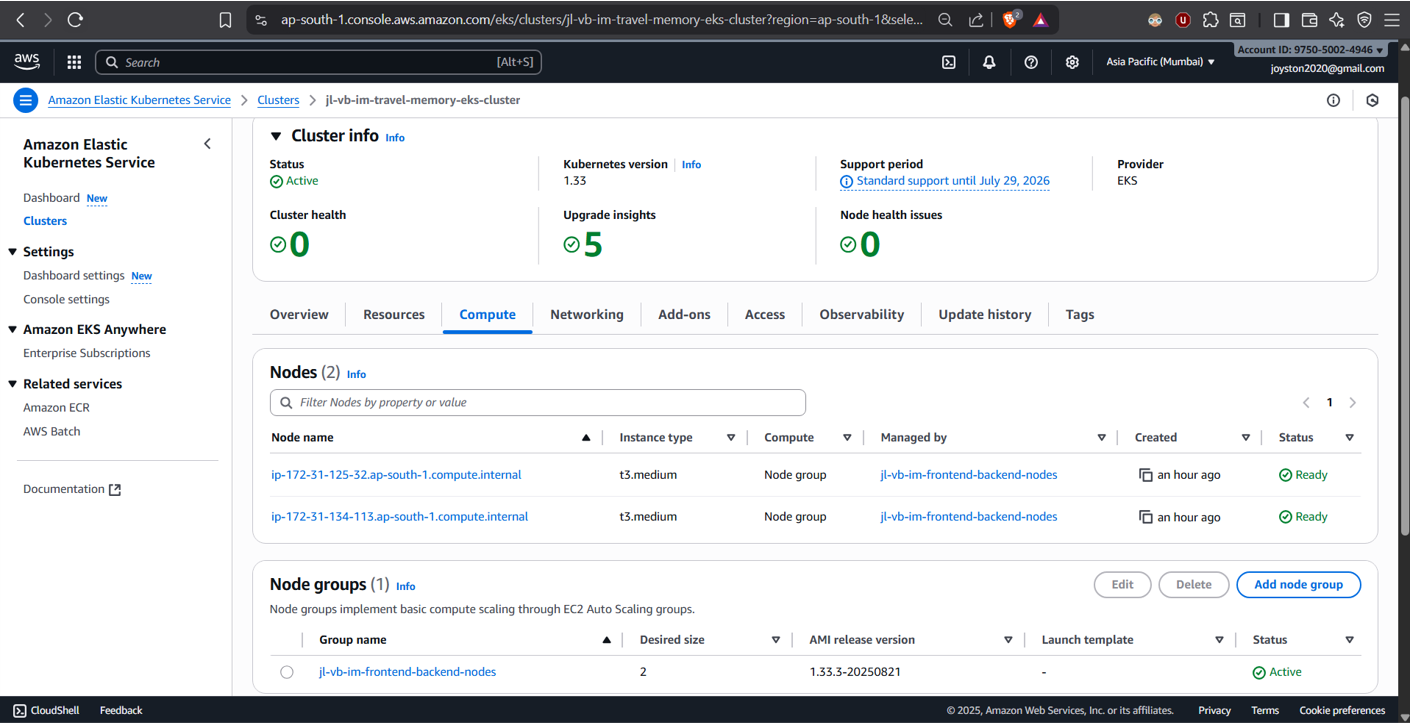 ap-south-1.console.aws.amazon.com/eks/clusters/jl-vb-im-travel-memory-eks-cluster?region=ap-south-1&sele...
2
aws
Search [Alt+S]
Asia Pacific (Mumbai) ▼
Account ID: 9750-5002-4946 ▼
joyston2020@gmail.com
Amazon Elastic Kubernetes Service > Clusters > jl-vb-im-travel-memory-eks-cluster
Amazon Elastic
Kubernetes Service
Dashboard New
Clusters
Settings
Dashboard settings New
Console settings
Amazon EKS Anywhere
Enterprise Subscriptions
Related services
Amazon ECR
AWS Batch
Documentation
Cluster info Info
Status Kubernetes version Info Support period Provider
Active 1.33 Standard support until July 29, 2026 EKS
Cluster health Upgrade insights Node health issues
0 5 0
Overview Resources Compute Networking Add-ons Access Observability Update history Tags
Nodes (2) Info
Filter Nodes by property or value
1
Node name Instance type Compute Managed by Created Status
ip-172-31-125-32.ap-south-1.compute.internal t3.medium Node group jl-vb-im-frontend-backend-nodes an hour ago Ready
ip-172-31-134-113.ap-south-1.compute.internal t3.medium Node group jl-vb-im-frontend-backend-nodes an hour ago Ready
Node groups (1) Info
Edit Delete Add node group
Node groups implement basic compute scaling through EC2 Auto Scaling groups.
Group name Desired size AMI release version Launch template Status
jl-vb-im-frontend-backend-nodes 2 1.33.3-20250821 - Active
CloudShell Feedback © 2025, Amazon Web Services, Inc. or its affiliates. Privacy Terms Cookie preferences